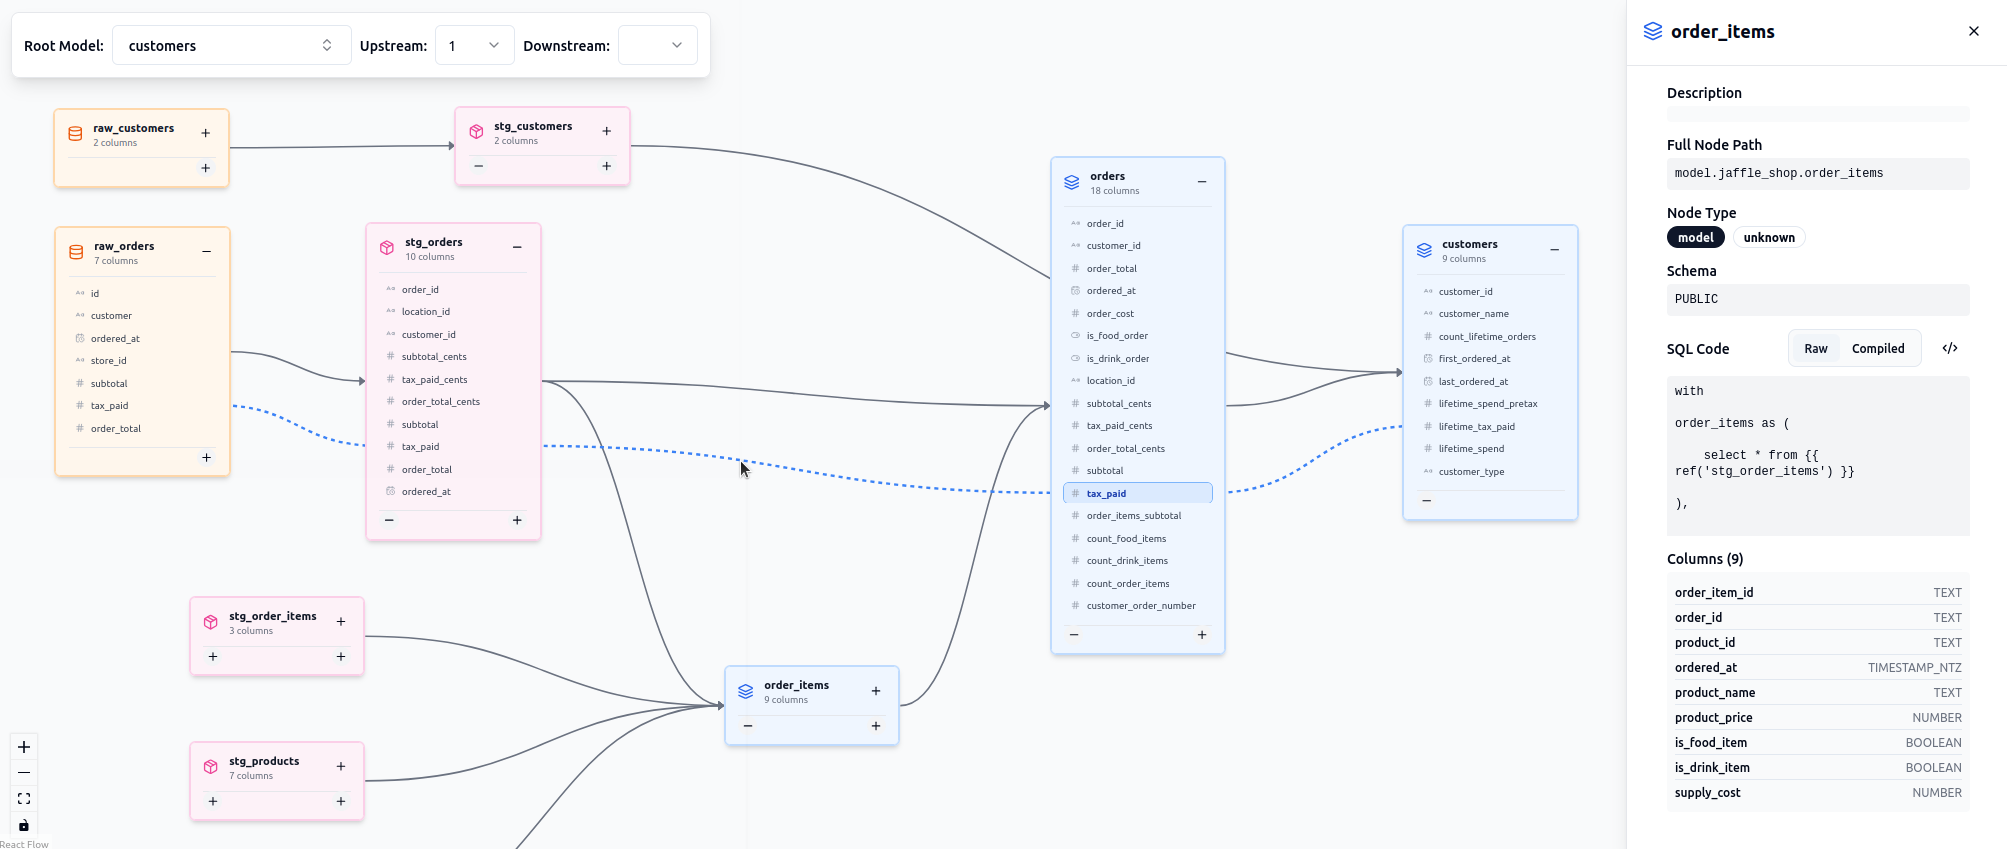 Root Model: customers Upstream: 1 Downstream:
raw_customers
2 columns
stg_customers
2 columns
raw_orders
7 columns
id
customer
ordered_at
store_id
subtotal
tax_paid
order_total
stg_orders
10 columns
order_id
location_id
customer_id
subtotal_cents
tax_paid_cents
order_total_cents
subtotal
tax_paid
order_total
ordered_at
stg_order_items
3 columns
stg_products
7 columns
order_items
9 columns
orders
18 columns
order_id
customer_id
order_total
ordered_at
order_cost
is_food_order
is_drink_order
location_id
subtotal_cents
tax_paid_cents
order_total_cents
subtotal
tax_paid
order_items_subtotal
count_food_items
count_drink_items
count_order_items
customer_order_number
customers
9 columns
customer_id
customer_name
count_lifetime_orders
first_ordered_at
last_ordered_at
lifetime_spend_pretax
lifetime_tax_paid
lifetime_spend
customer_type
React Flow
order_items
Description
Full Node Path
model.jaffle_shop.order_items
Node Type
model unknown
Schema
PUBLIC
SQL Code Raw Compiled </>
with
order_items as (
select * from {{
ref('stg_order_items') }}
),
Columns (9)
order_item_id TEXT
order_id TEXT
product_id TEXT
ordered_at TIMESTAMP_NTZ
product_name TEXT
product_price NUMBER
is_food_item BOOLEAN
is_drink_item BOOLEAN
supply_cost NUMBER